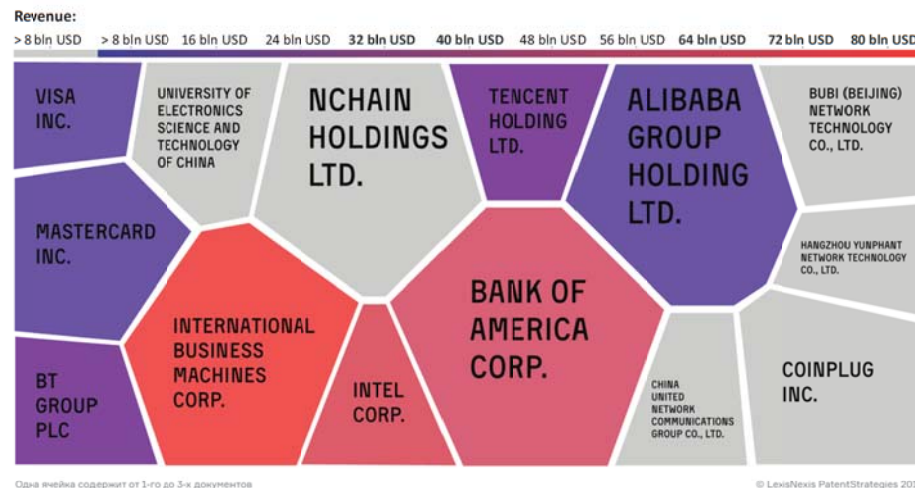 Revenue:
> 8 bln USD > 8 bln USD 16 bln USD 24 bln USD 32 bln USD 40 bln USD 48 bln USD 56 bln USD 64 bln USD 72 bln USD 80 bln USD
VISA
INC.
UNIVERSITY OF
ELECTRONICS
SCIENCE AND
TECHNOLOGY
OF CHINA
NCHAIN
HOLDINGS
LTD.
TENCENT
HOLDING
LTD.
ALIBABA
GROUP
HOLDING
LTD.
BUBI (BEIJING)
NETWORK
TECHNOLOGY
CO., LTD.
MASTERCARD
INC.
HANGZHOU YUNPHANT
NETWORK TECHNOLOGY
CO., LTD.
INTERNATIONAL
BUSINESS
MACHINES
CORP.
BANK OF
AMERICA
CORP.
BT
GROUP
PLC
INTEL
CORP.
CHINA
UNITED
NETWORK
COMMUNICATIONS
GROUP CO., LTD.
COINPLUG
INC.
Одна ячейка содержит от 1-го до 3-х документов
© LexisNexis PatentStrategies